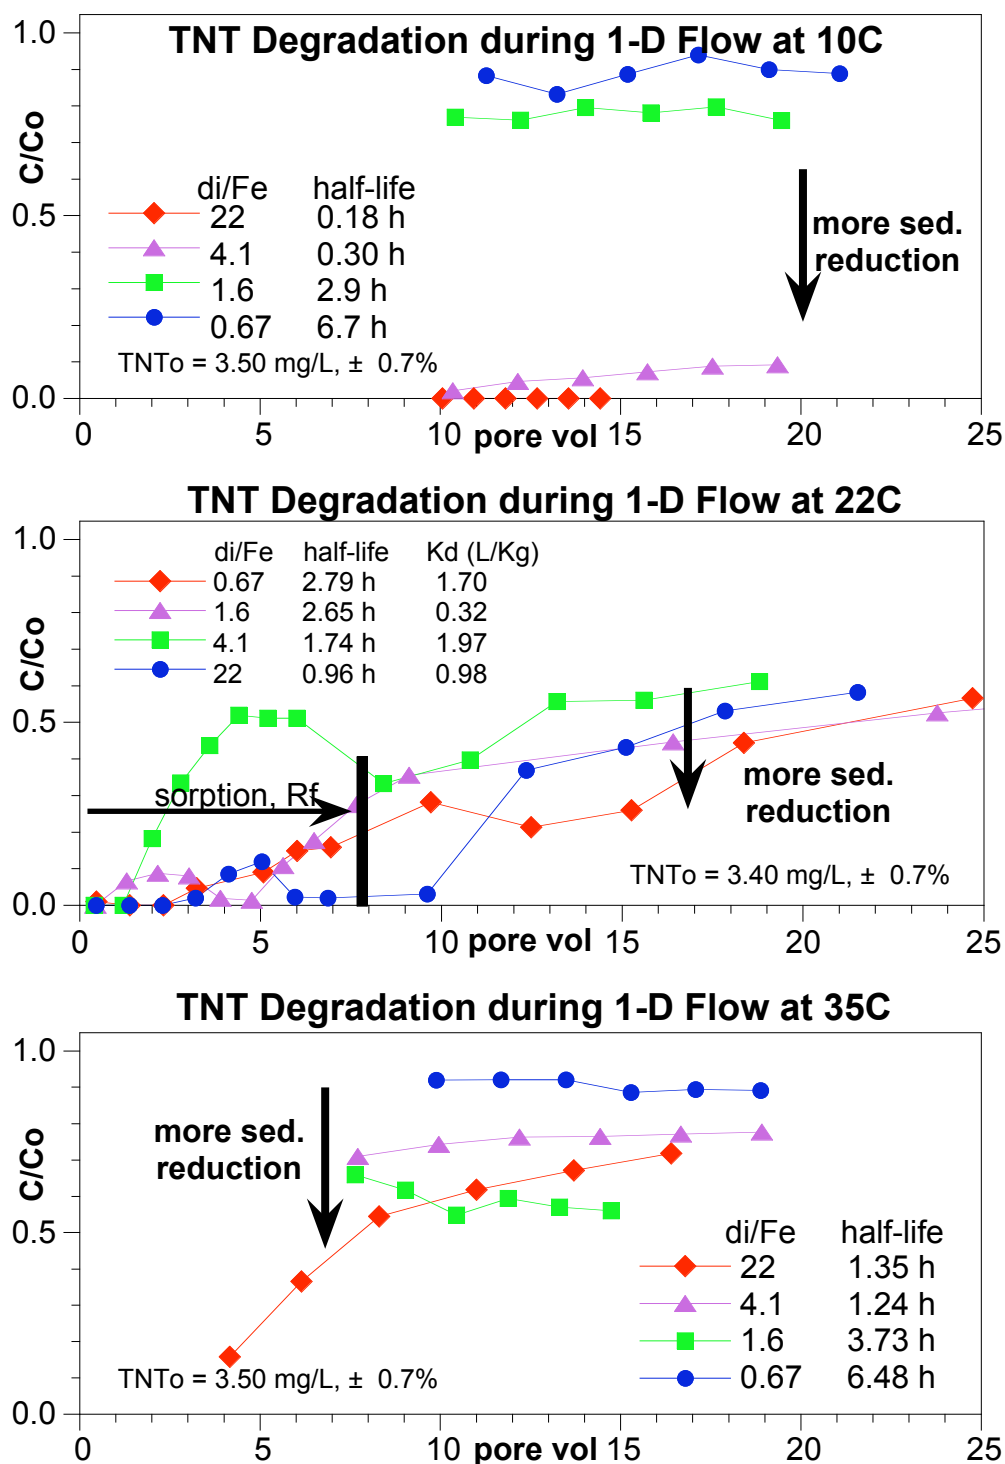 TNT Degradation during 1-D Flow at 10C
1.0
C/Co
0.5
0.0
di/Fe half-life
22 0.18 h
4.1 0.30 h
1.6 2.9 h
0.67 6.7 h
TNTo = 3.50 mg/L, ± 0.7%
more sed.
reduction
0 5 10 15 20 25
pore vol
TNT Degradation during 1-D Flow at 22C
1.0
C/Co
0.5
0.0
di/Fe half-life Kd (L/Kg)
0.67 2.79 h 1.70
1.6 2.65 h 0.32
4.1 1.74 h 1.97
22 0.96 h 0.98
sorption, Rf
more sed.
reduction
TNTo = 3.40 mg/L, ± 0.7%
0 5 10 15 20 25
pore vol
TNT Degradation during 1-D Flow at 35C
1.0
C/Co
0.5
0.0
more sed.
reduction
di/Fe half-life
22 1.35 h
4.1 1.24 h
1.6 3.73 h
0.67 6.48 h
TNTo = 3.50 mg/L, ± 0.7%
0 5 10 15 20 25
pore vol